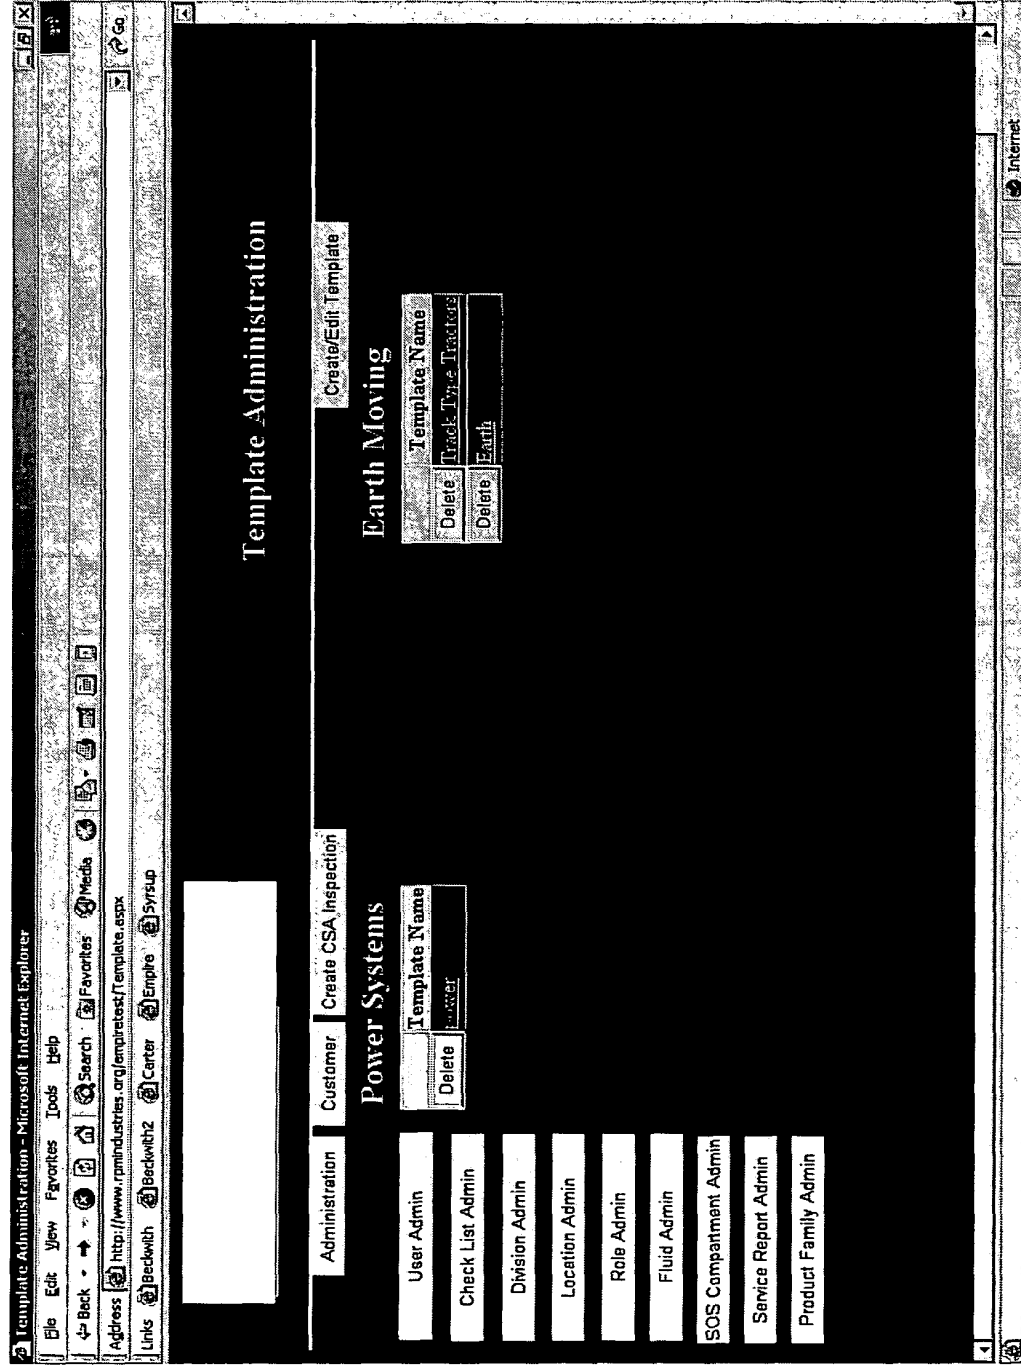 Template Administration - Microsoft Internet Explorer
File Edit View Favorites Tools Help
Back Search Favorites Media
Address http://www.rpmindustries.org/empiretest/Template.aspx Go
Links Beckwith Beckwith2 Carter Empire Syrsup
Template Administration
Administration Customer Create CSA Inspection Create/Edit Template
Power Systems Earth Moving
Template Name Template Name
Delete power Delete Track Type Tractors
Delete Earth
User Admin
Check List Admin
Division Admin
Location Admin
Role Admin
Fluid Admin
SOS Compartment Admin
Service Report Admin
Product Family Admin
Internet